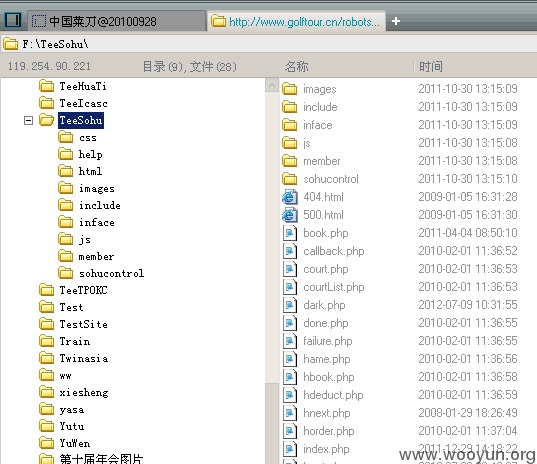 中国菜刀@20100928
http://www.golftour.cn/robots...
F:\TeeSohu\
119.254.90.221 目录(9),文件(28)
TeeHuaTi
TeeIcasc
TeeSohu
css
help
html
images
include
inface
js
member
sohucontrol
TeeTPOKC
Test
TestSite
Train
Twinasia
ww
xiesheng
yasa
Yutu
YuWen
第十届年会图片
名称 时间
images 2011-10-30 13:15:09
include 2011-10-30 13:15:09
inface 2011-10-30 13:15:09
js 2011-10-30 13:15:09
member 2011-10-30 13:15:08
sohucontrol 2011-10-30 13:15:10
404.html 2009-01-05 16:31:28
500.html 2009-01-05 16:31:30
book.php 2011-04-04 08:50:10
callback.php 2010-02-01 11:36:52
court.php 2010-02-01 11:36:53
courtList.php 2010-02-01 11:36:53
dark.php 2012-07-09 10:31:55
done.php 2010-02-01 11:36:55
failure.php 2010-02-01 11:36:55
hame.php 2010-02-01 11:36:56
hbook.php 2010-02-01 11:36:58
hdeduct.php 2010-02-01 11:36:59
hnext.php 2008-01-29 18:26:49
horder.php 2010-02-01 11:37:04
index.php 2011-12-29 14:18:22
www.wooyun.org